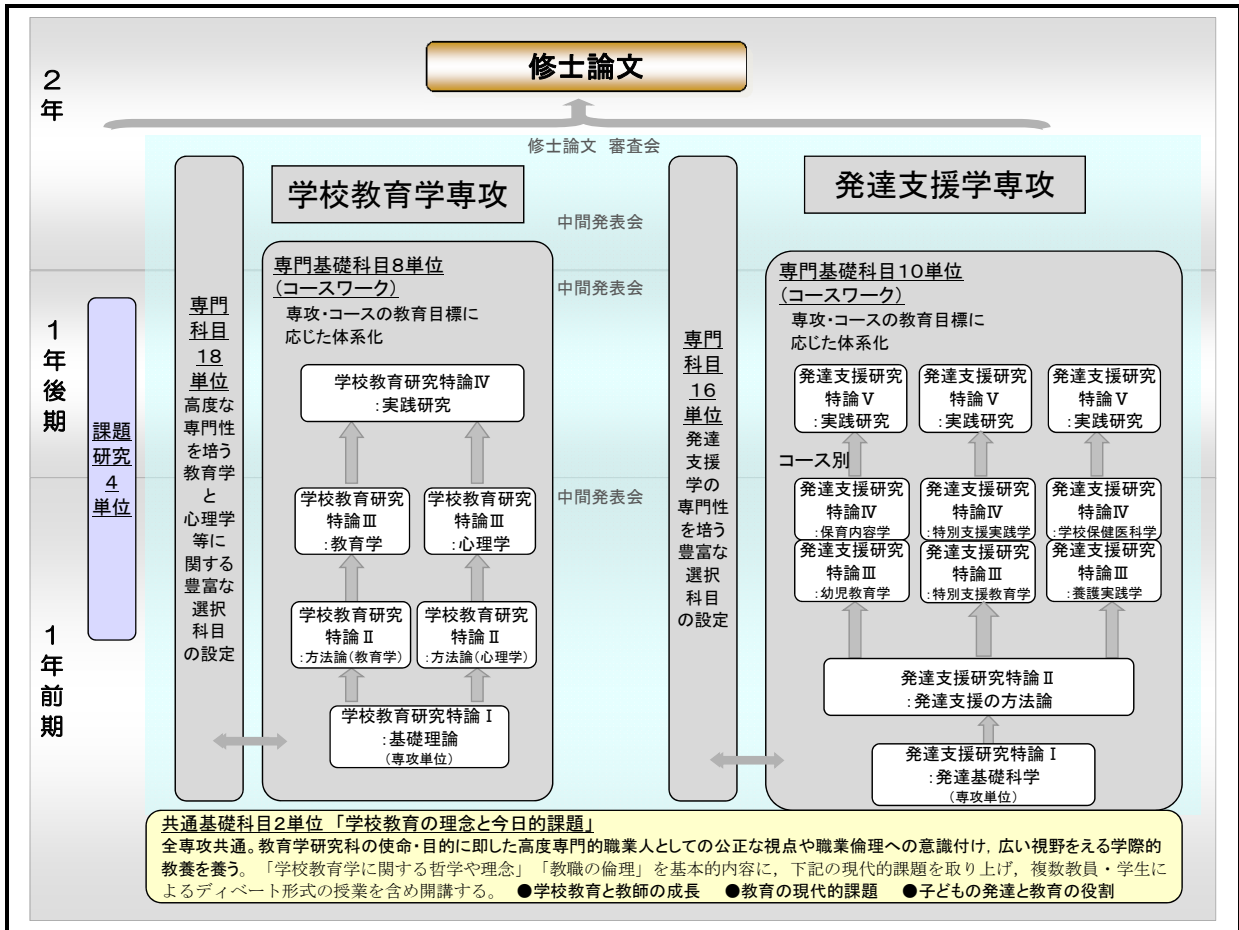 修士論文
2
年
修士論文 審査会
学校教育学専攻
発達支援学専攻
中間発表会
中間発表会
中間発表会
1
年
後
期
1
年
前
期
課題
研究
4
単位
専門
科目
18
単位
高度な
専門性
を培う
教育学
と
心理学
等に
関する
豊富な
選択
科目
の設定
専門基礎科目8単位
(コースワーク)
専攻・コースの教育目標に
応じた体系化
学校教育研究特論Ⅳ
:実践研究
学校教育研究
特論Ⅲ
:教育学
学校教育研究
特論Ⅲ
:心理学
学校教育研究
特論Ⅱ
:方法論(教育学)
学校教育研究
特論Ⅱ
:方法論(心理学)
学校教育研究特論Ⅰ
:基礎理論
(専攻単位)
専門
科目
16
単位
発達
支援
学の
専門性
を培う
豊富な
選択
科目
の設定
専門基礎科目10単位
(コースワーク)
専攻・コースの教育目標に
応じた体系化
発達支援研究
特論Ⅴ
:実践研究
発達支援研究
特論Ⅴ
:実践研究
発達支援研究
特論Ⅴ
:実践研究
コース別
発達支援研究
特論Ⅳ
:保育内容学
発達支援研究
特論Ⅳ
:特別支援実践学
発達支援研究
特論Ⅳ
:学校保健医科学
発達支援研究
特論Ⅲ
:幼児教育学
発達支援研究
特論Ⅲ
:特別支援教育学
発達支援研究
特論Ⅲ
:養護実践学
発達支援研究特論Ⅱ
:発達支援の方法論
発達支援研究特論Ⅰ
:発達基礎科学
(専攻単位)
共通基礎科目2単位 「学校教育の理念と今日的課題」
全専攻共通。教育学研究科の使命・目的に即した高度専門的職業人としての公正な視点や職業倫理への意識付け,広い視野をえる学際的
教養を養う。「学校教育学に関する哲学や理念」「教職の倫理」を基本的内容に,下記の現代的課題を取り上げ,複数教員・学生に
よるディベート形式の授業を含め開講する。 ●学校教育と教師の成長 ●教育の現代的課題 ●子どもの発達と教育の役割